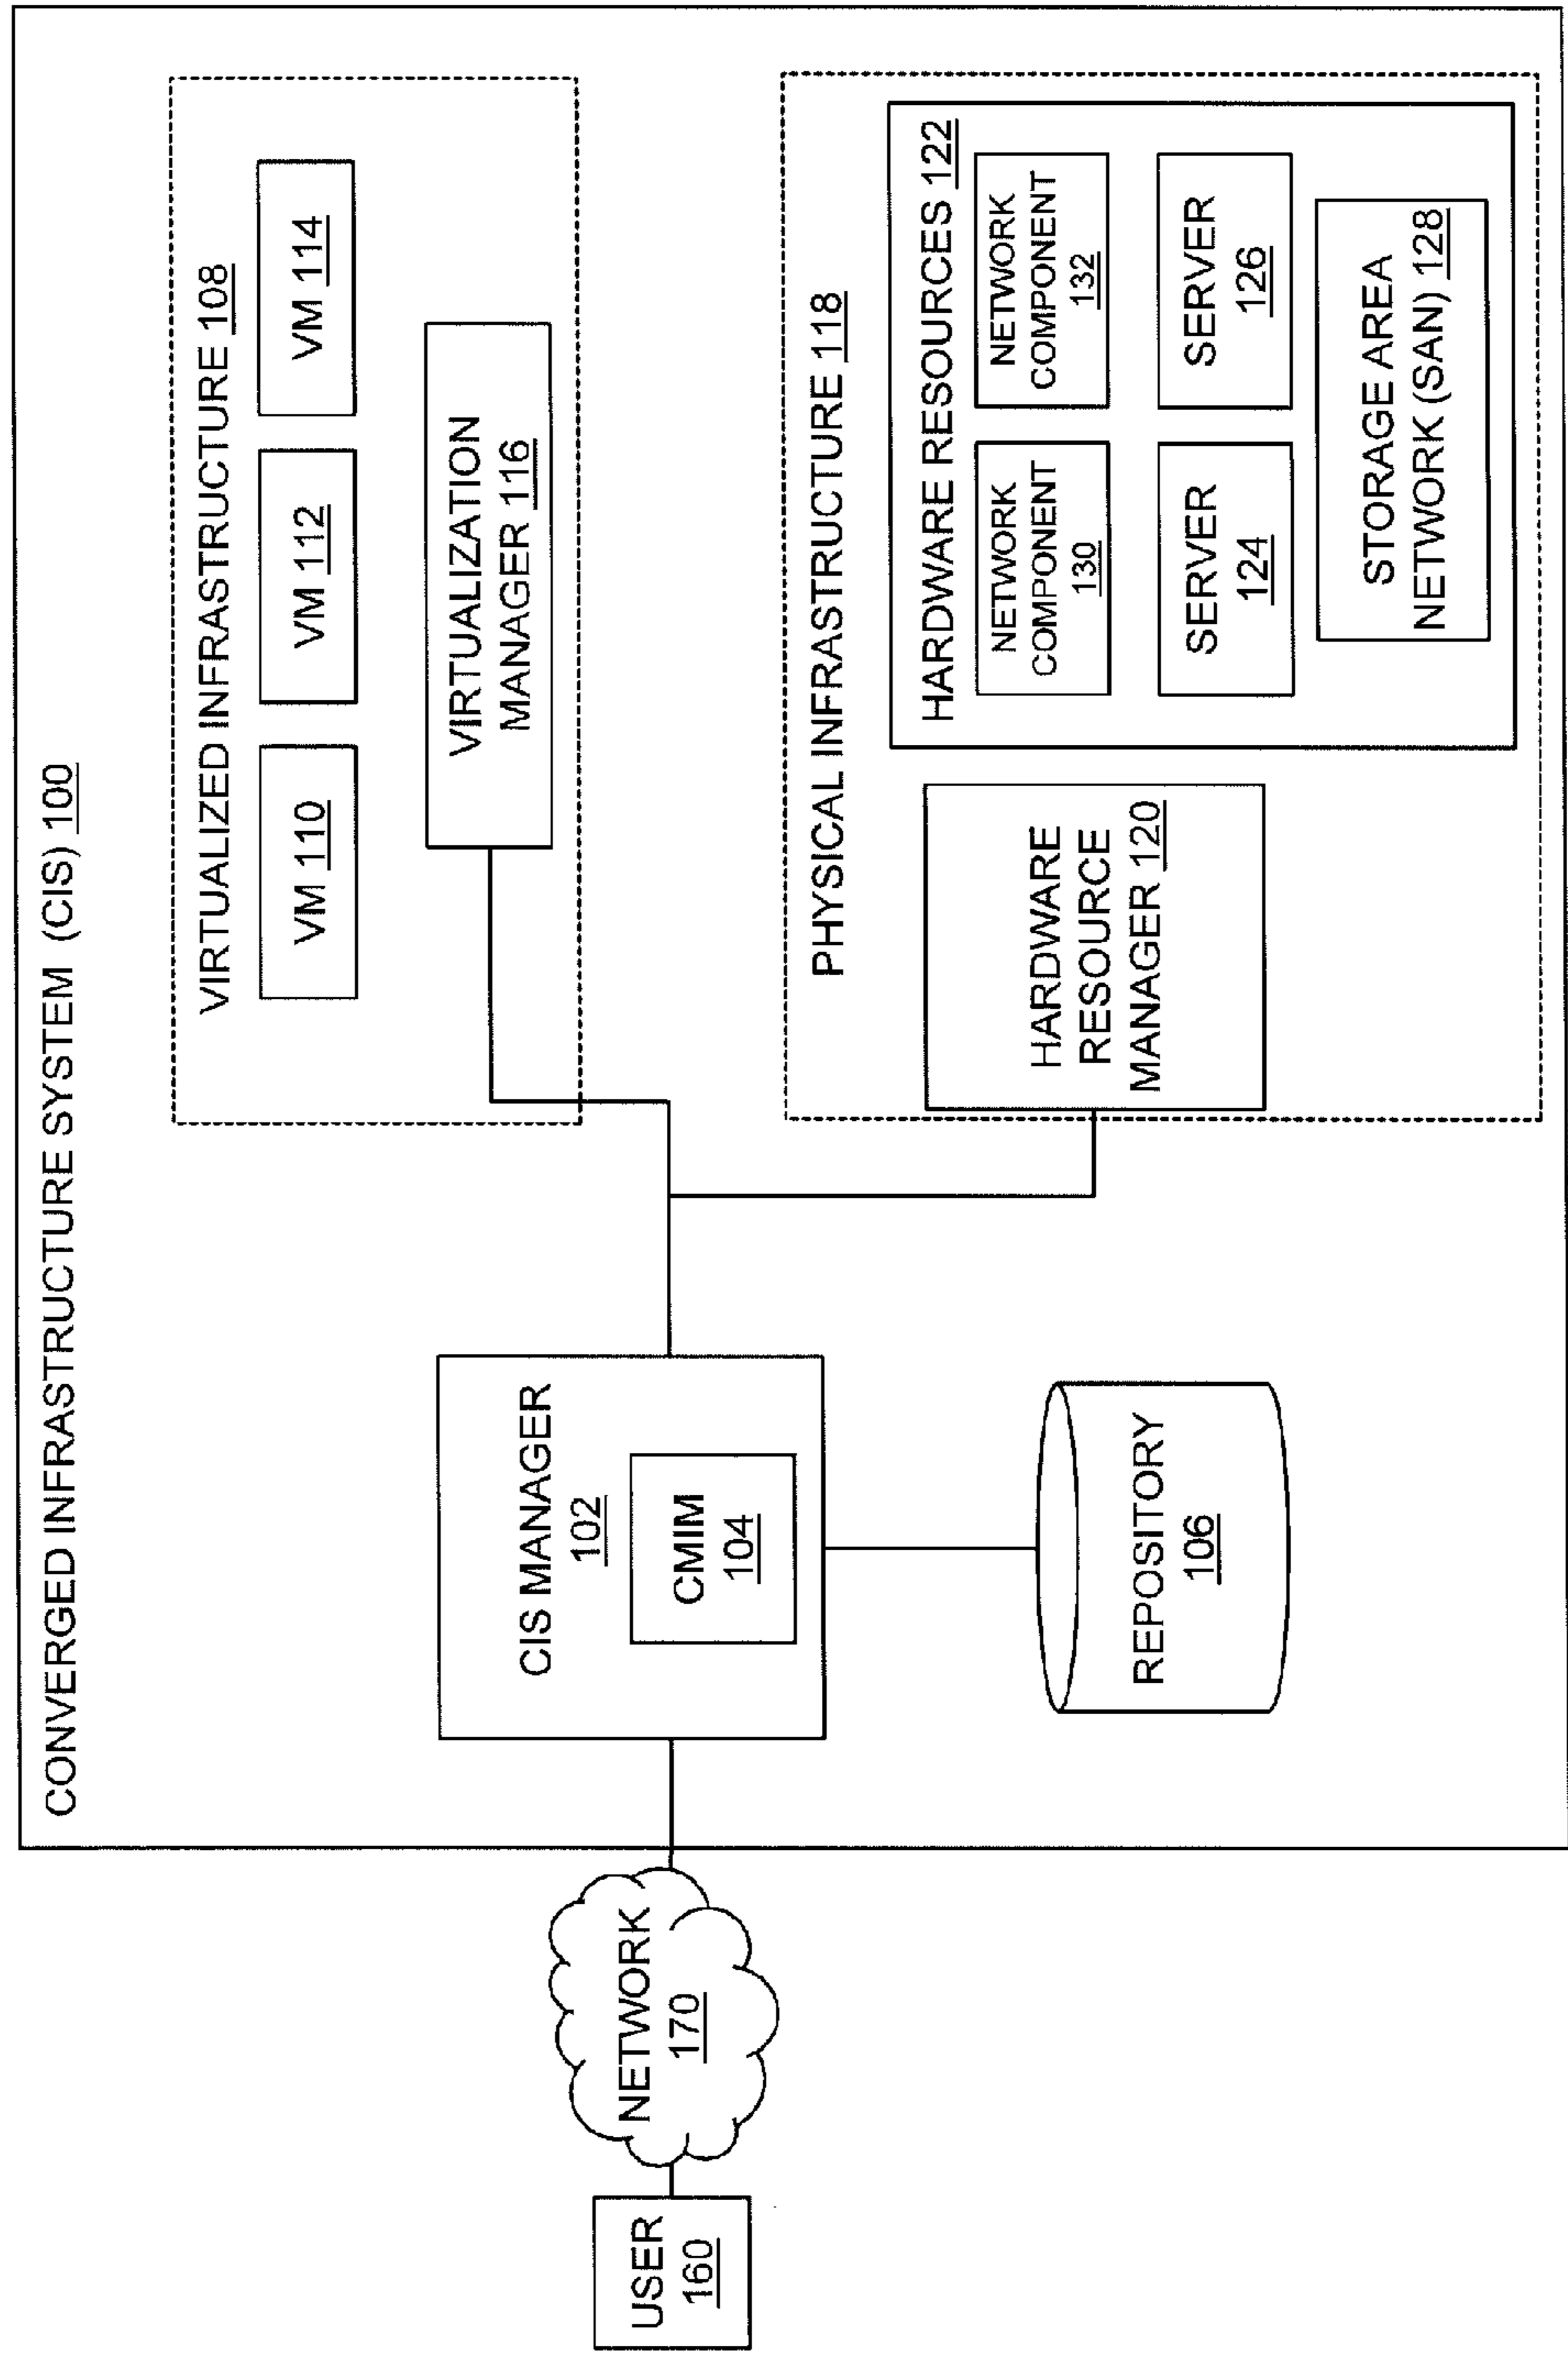 CONVERGED INFRASTRUCTURE SYSTEM (CIS) 100
USER
160
NETWORK
170
CIS MANAGER
102
CMIM
104
REPOSITORY
106
VIRTUALIZED INFRASTRUCTURE 108
VM 110
VM 112
VM 114
VIRTUALIZATION
MANAGER 116
PHYSICAL INFRASTRUCTURE 118
HARDWARE
RESOURCE
MANAGER 120
HARDWARE RESOURCES 122
NETWORK
COMPONENT
130
NETWORK
COMPONENT
132
SERVER
124
SERVER
126
STORAGE AREA
NETWORK (SAN) 128